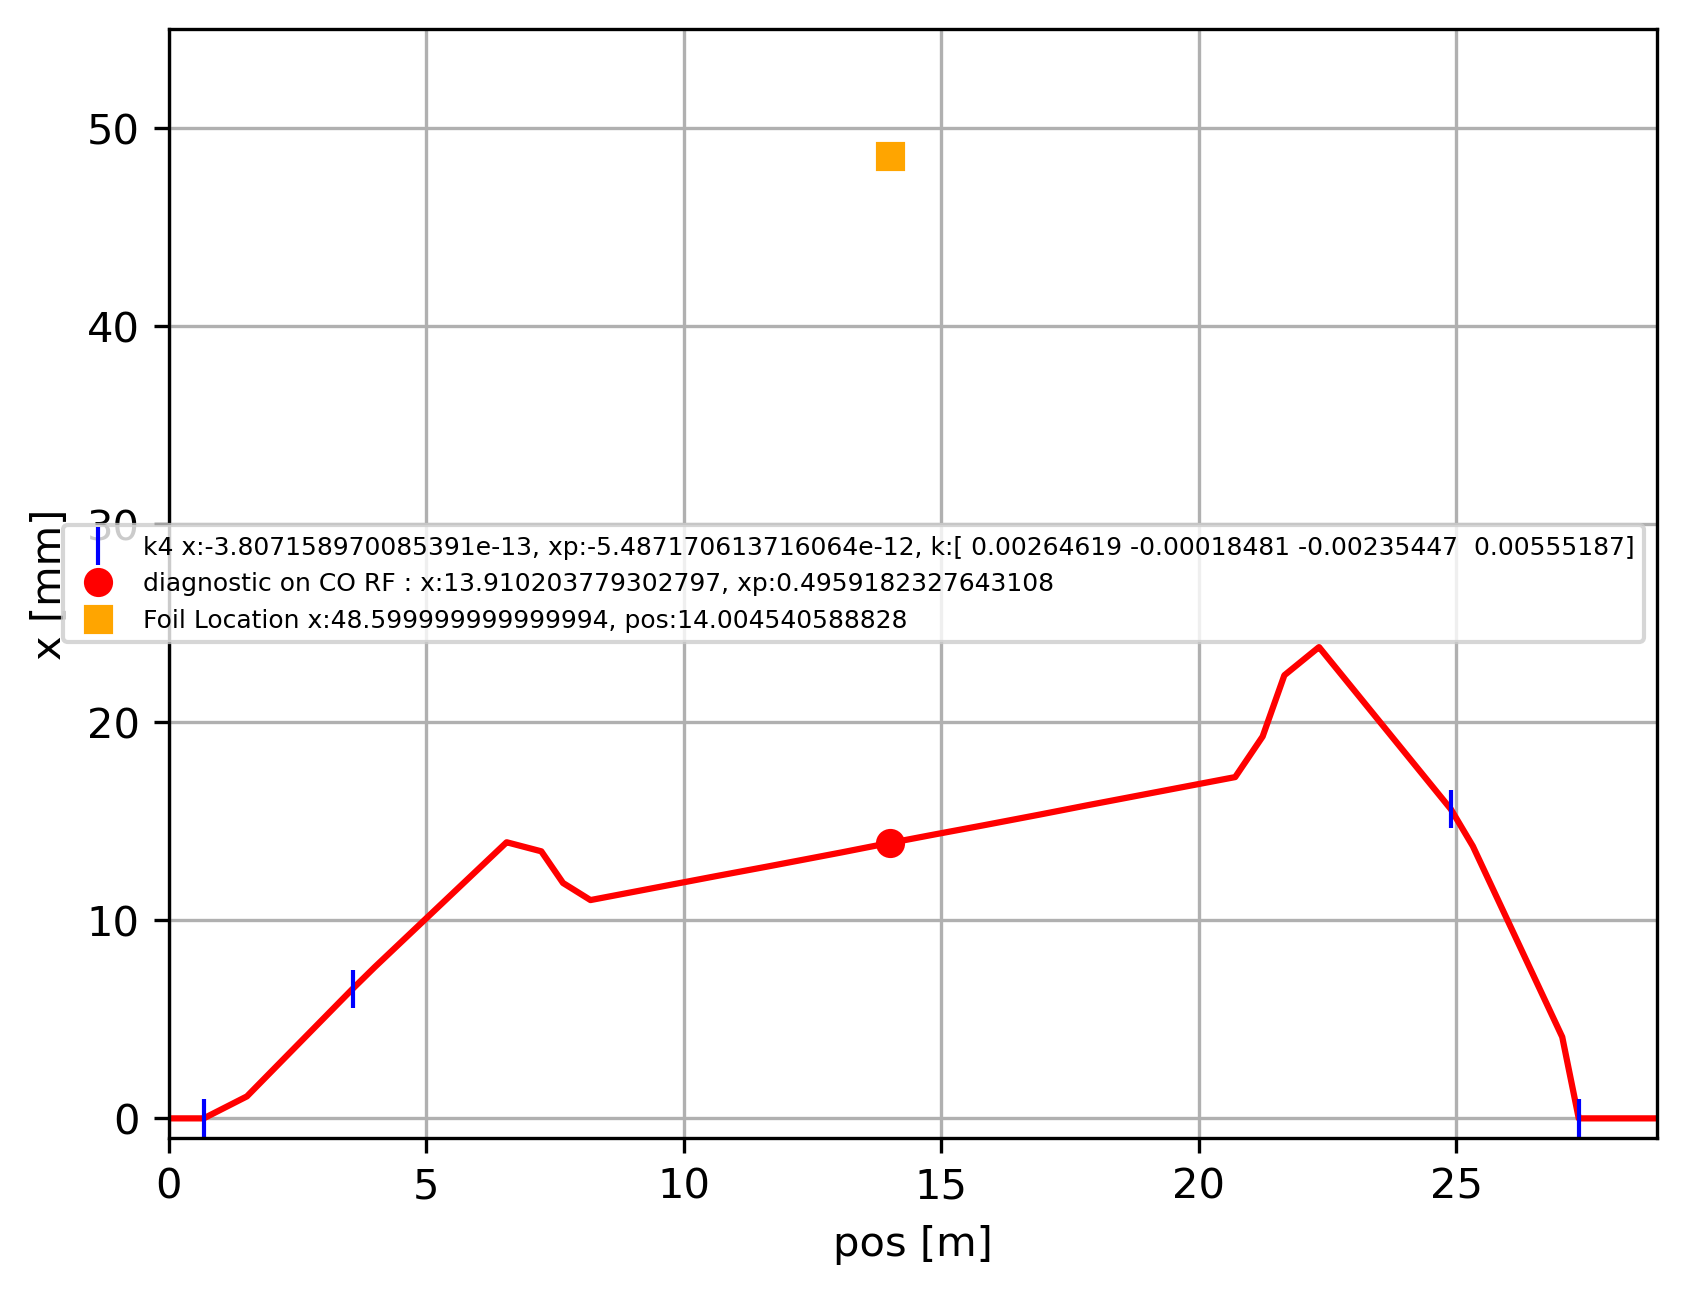 50
40
30
20
10
0
x [mm]
k4 x:-3.807158970085391e-13, xp:-5.487170613716064e-12, k:[ 0.00264619 -0.00018481 -0.00235447  0.00555187]
diagnostic on CO RF : x:13.910203779302797, xp:0.4959182327643108
Foil Location x:48.599999999999994, pos:14.004540588828
0 5 10 15 20 25
pos [m]